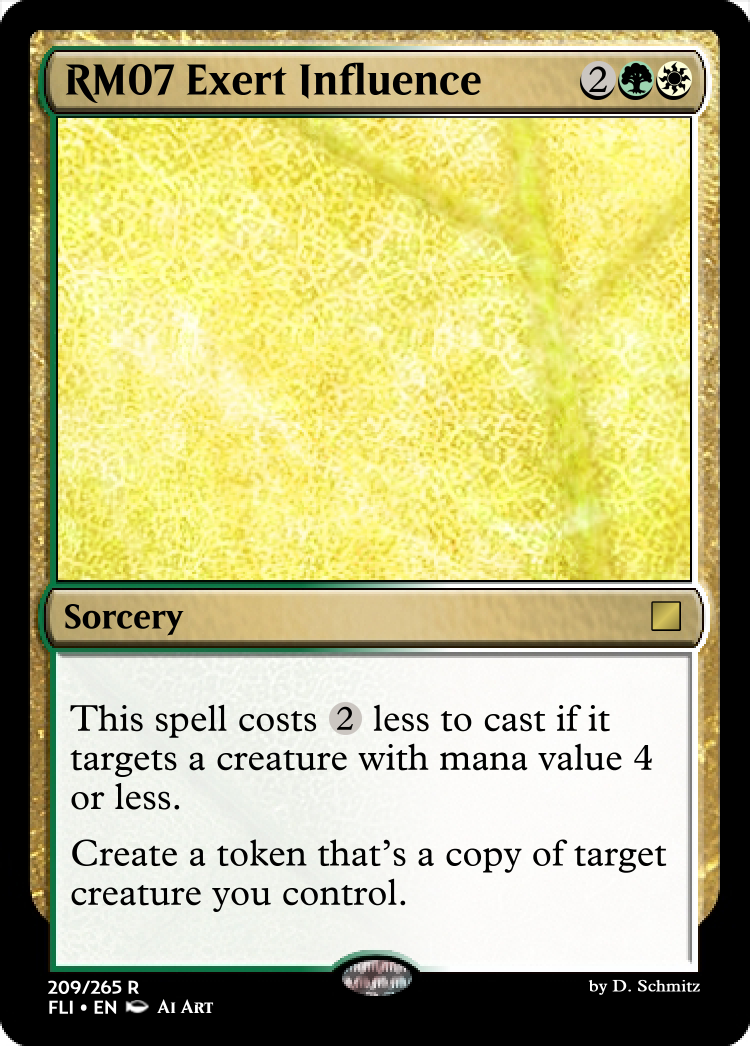 RM07 Exert Influence 2
Sorcery
This spell costs 2 less to cast if it
targets a creature with mana value 4
or less.
Create a token that's a copy of target
creature you control.
209/265 R
by D. Schmitz
FLI • EN AI ART